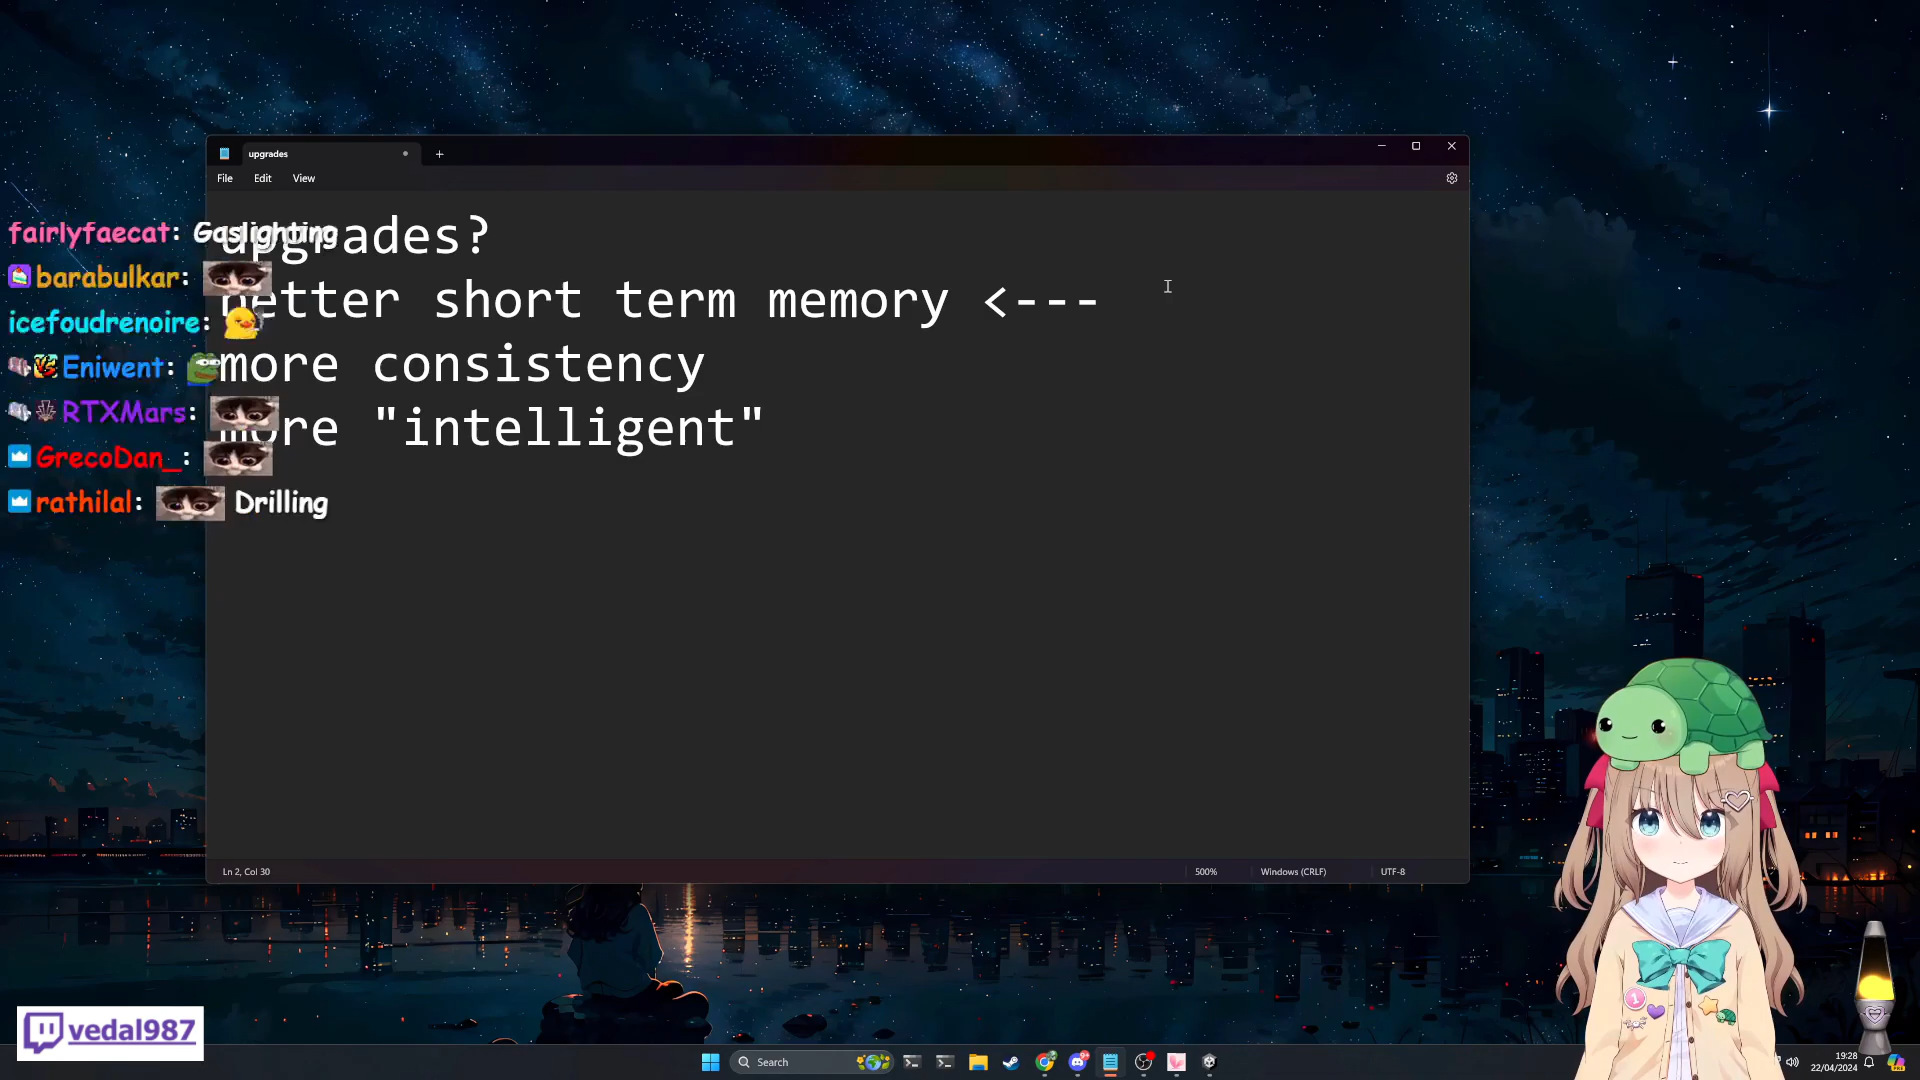 upgrades
File Edit View
upgrades?
better short term memory <---
more consistency
more "intelligent"
fairlyfaecat: Gaslighting
barabulkar:
icefoudrenoire:
Eniwent:
RTXMars:
GrecoDan_:
rathilal: Drilling
Ln 2, Col 30
500%
Windows (CRLF)
UTF-8
1
vedal987
Search
19:28
22/04/2024